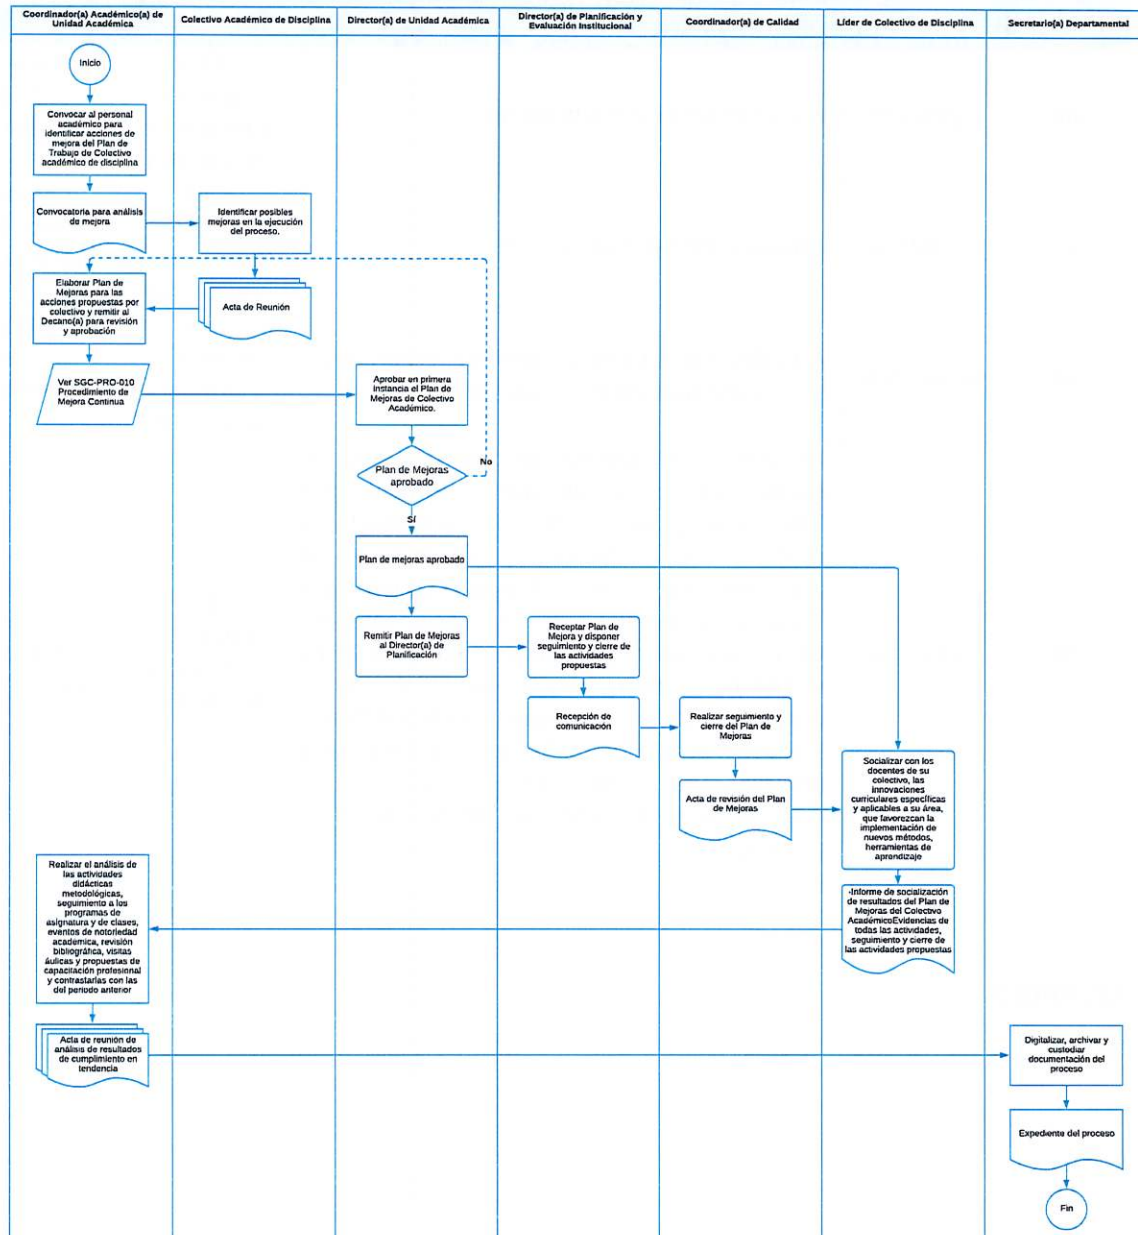 Coordinador(a) Académico(a) de
Unidad Académica
Colectivo Académico de Disciplina
Director(a) de Unidad Académica
Director(a) de Planificación y
Evaluación Institucional
Coordinador(a) de Calidad
Líder de Colectivo de Disciplina
Secretario(a) Departamental
Inicio
Convocar al personal
académico para
identificar acciones de
mejora del Plan de
Trabajo de Colectivo
académico de disciplina
Convocatoria para análisis
de mejora
Identificar posibles
mejoras en la ejecución
del proceso.
Elaborar Plan de
Mejoras para las
acciones propuestas por
colectivo y remitir al
Decano(a) para revisión
y aprobación
Acta de Reunión
Ver SGC-PRO-010
Procedimiento de
Mejora Continua
Aprobar en primera
instancia el Plan de
Mejoras de Colectivo
Académico.
Plan de Mejoras
aprobado
No
Sí
Plan de mejoras aprobado
Remitir Plan de Mejoras
al Director(a) de
Planificación
Receptar Plan de
Mejora y disponer
seguimiento y cierre de
las actividades
propuestas
Recepción de
comunicación
Realizar seguimiento y
cierre del Plan de
Mejoras
Acta de revisión del Plan
de Mejoras
Socializar con los
docentes de su
colectivo, las
innovaciones
curriculares específicas
y aplicables a su área,
que favorezcan la
implementación de
nuevos métodos,
herramientas de
aprendizaje
-Informe de socialización
de resultados del Plan de
Mejoras del Colectivo
AcadémicoEvidencias de
todas las actividades,
seguimiento y cierre de
las actividades propuestas
Realizar el análisis de
las actividades
didácticas
metodológicas,
seguimiento a los
programas de
asignatura y de clases,
eventos de notoriedad
académica, revisión
bibliográfica, visitas
áulicas y propuestas de
capacitación profesional
y contrastarlas con las
del periodo anterior
Acta de reunión de
análisis de resultados
de cumplimiento en
tendencia
Digitalizar, archivar y
custodiar
documentación del
proceso
Expediente del proceso
Fin